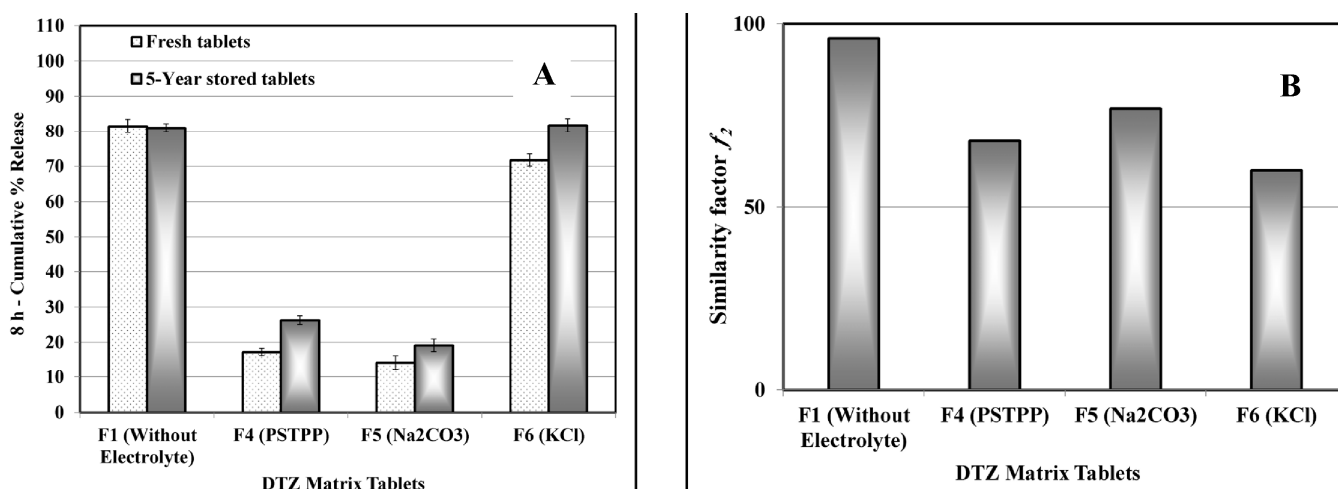 110
100
90
80
70
60
50
40
30
20
10
0
8 h - Cumulative % Release
Fresh tablets
5-Year stored tablets
A
F1 (Without Electrolyte)
F4 (PSTPP)
F5 (Na2CO3)
F6 (KCl)
DTZ Matrix Tablets
100
50
0
Similarity factor f2
B
F1 (Without
Electrolyte)
F4 (PSTPP)
F5 (Na2CO3)
F6 (KCl)
DTZ Matrix Tablets